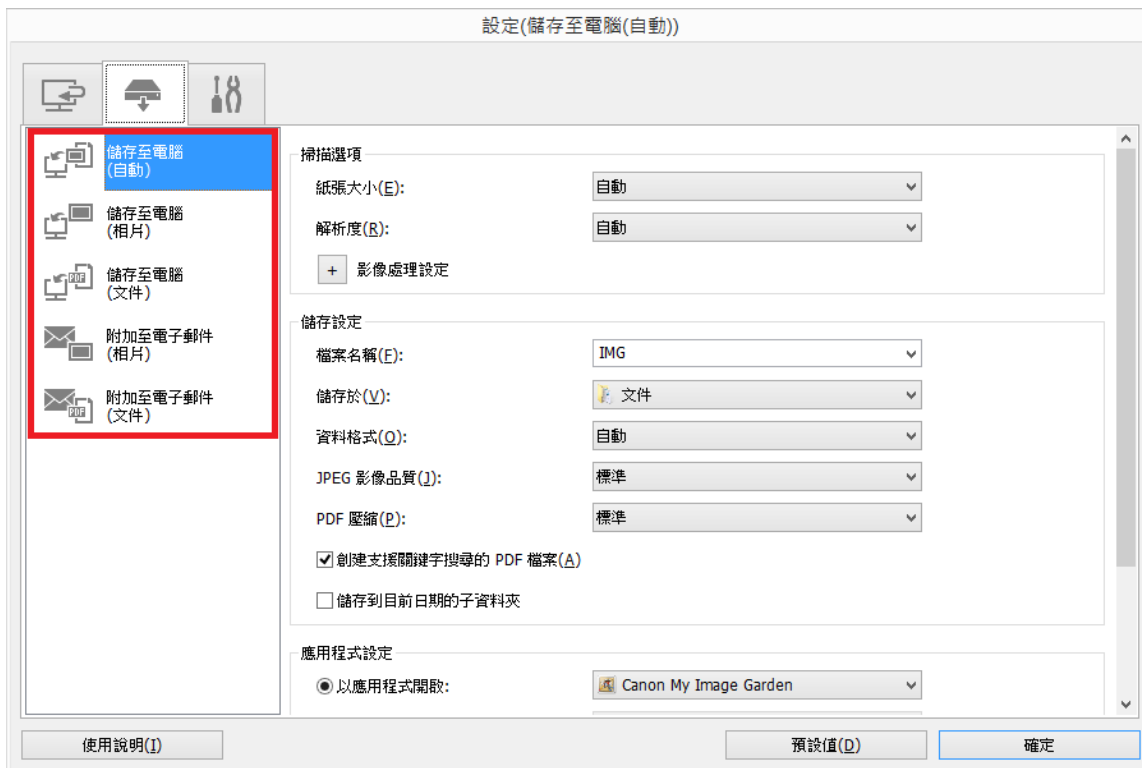 設定(儲存至電腦(自動))
儲存至電腦
(自動)
儲存至電腦
(相片)
儲存至電腦
(文件)
附加至電子郵件
(相片)
附加至電子郵件
(文件)
掃描選項
紙張大小(E): 自動
解析度(R): 自動
+ 影像處理設定
儲存設定
檔案名稱(F): IMG
儲存於(V): 文件
資料格式(O): 自動
JPEG 影像品質(J): 標準
PDF 壓縮(P): 標準
創建支援關鍵字搜尋的 PDF 檔案(A)
儲存到目前日期的子資料夾
應用程式設定
以應用程式開啟: Canon My Image Garden
使用說明(I) 預設值(D) 確定